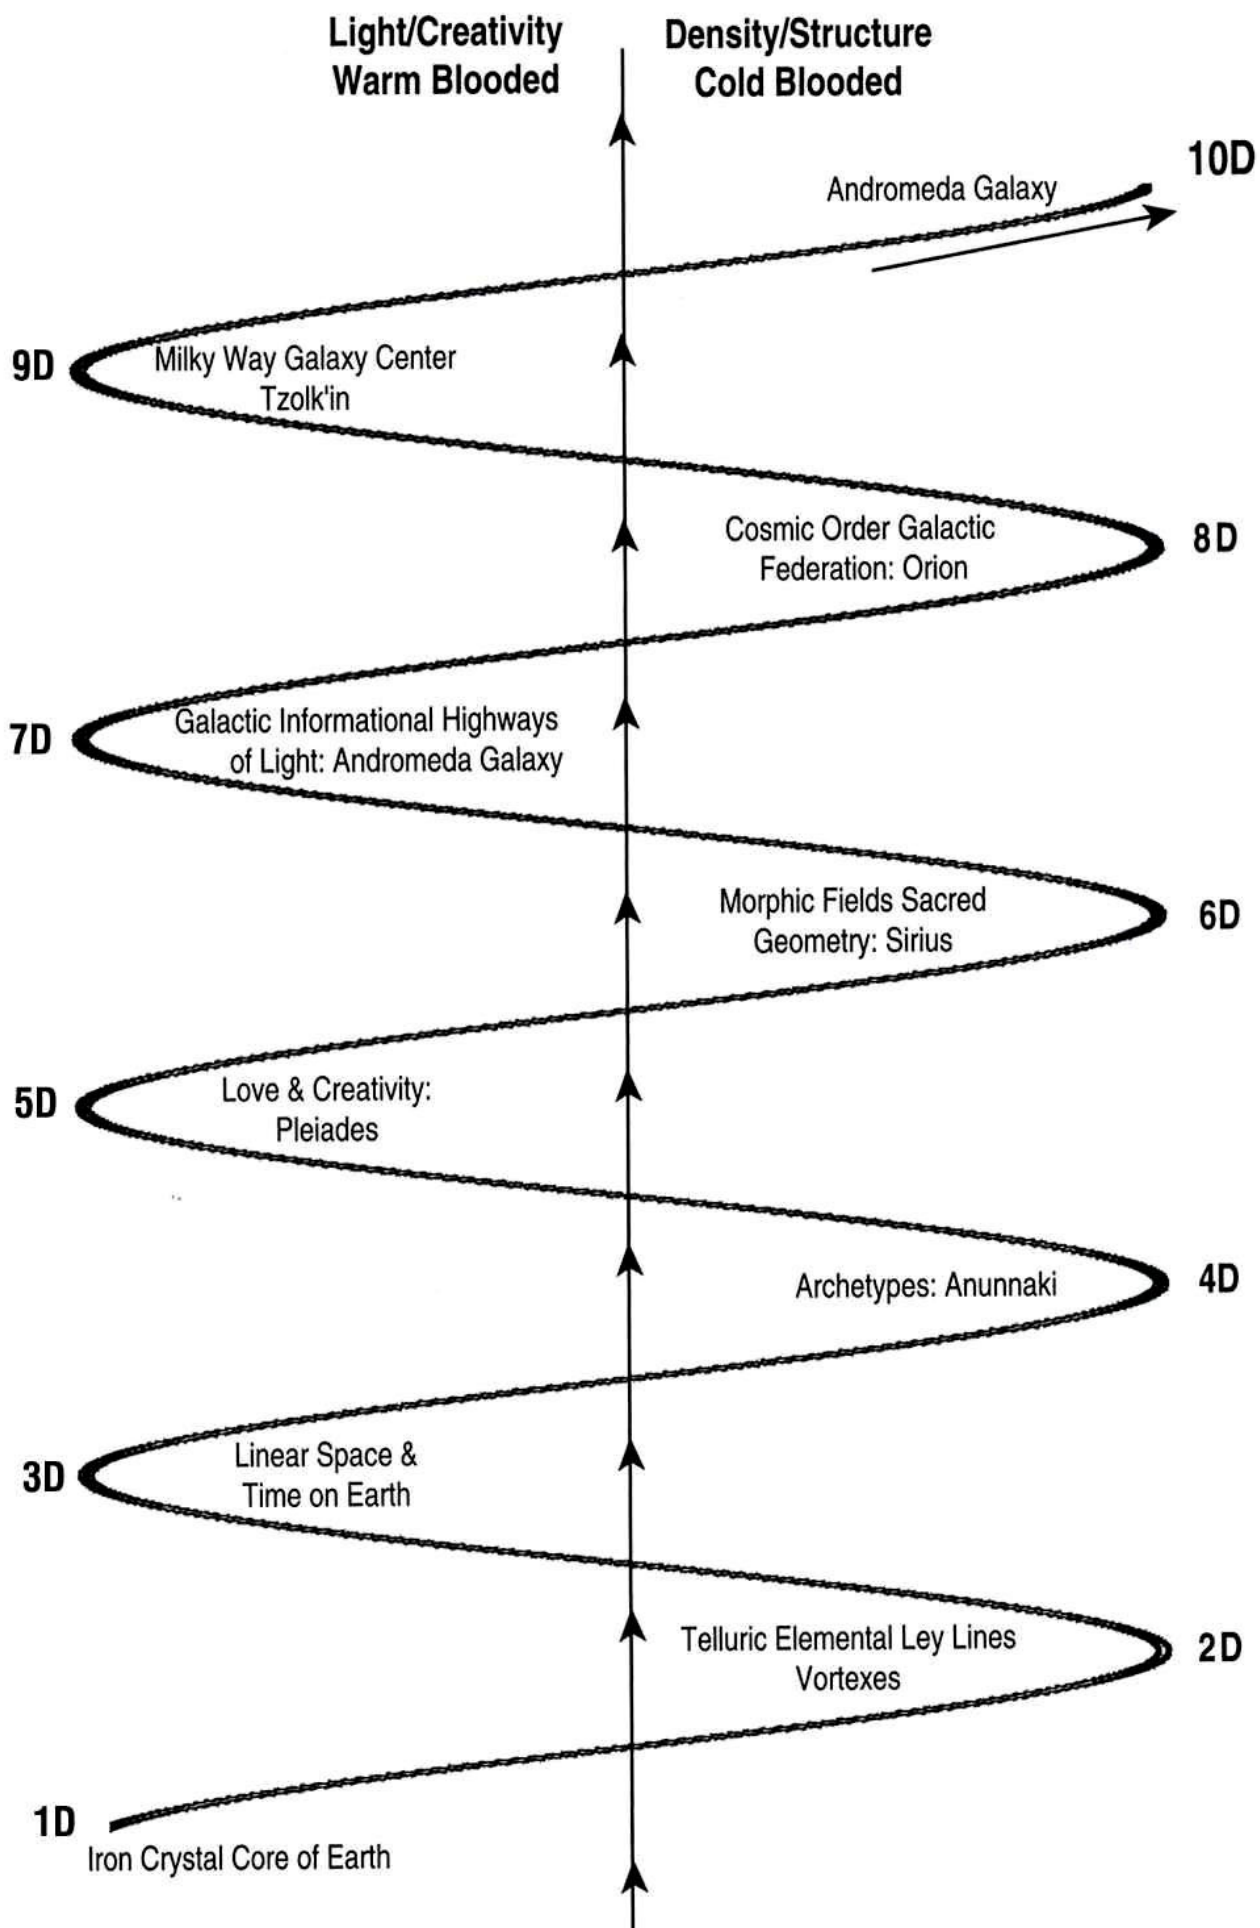 Light/Creativity
Warm Blooded
Density/Structure
Cold Blooded
10D
Andromeda Galaxy
9D
Milky Way Galaxy Center
Tzolk'in
Cosmic Order Galactic
Federation: Orion
8D
7D
Galactic Informational Highways
of Light: Andromeda Galaxy
Morphic Fields Sacred
Geometry: Sirius
6D
5D
Love & Creativity:
Pleiades
Archetypes: Anunnaki
4D
3D
Linear Space &
Time on Earth
Telluric Elemental Ley Lines
Vortexes
2D
1D
Iron Crystal Core of Earth